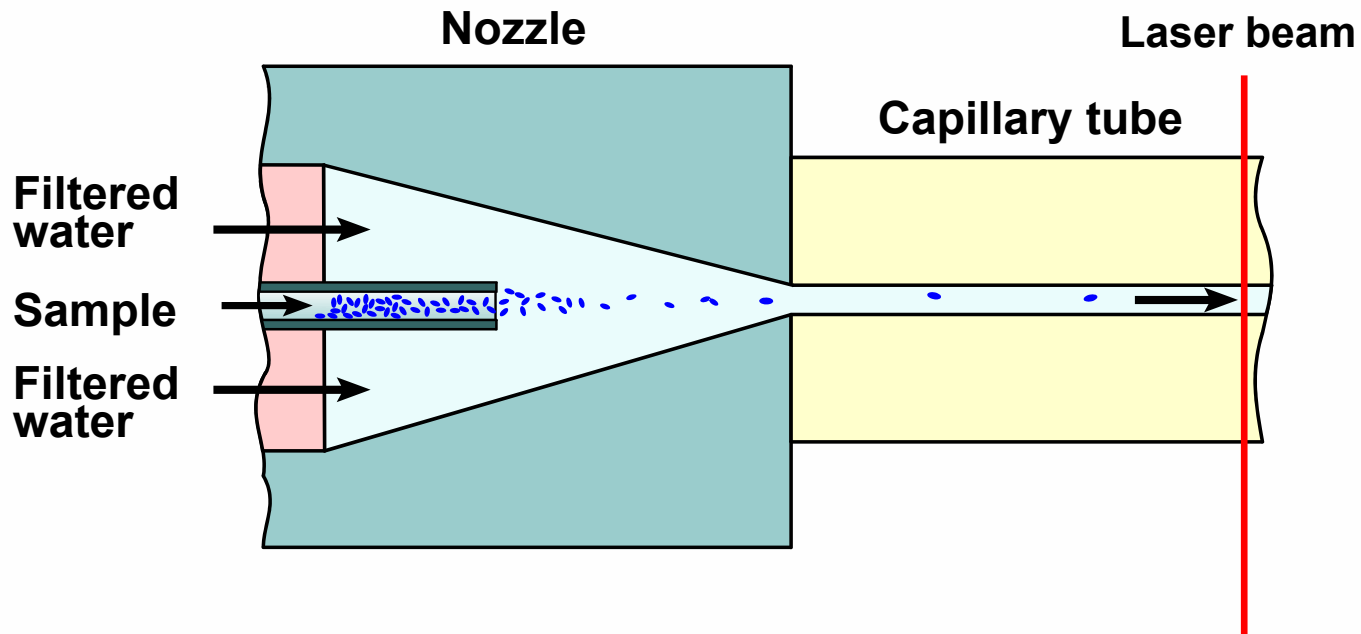 Nozzle
Laser beam
Capillary tube
Filtered
water
Sample
Filtered
water